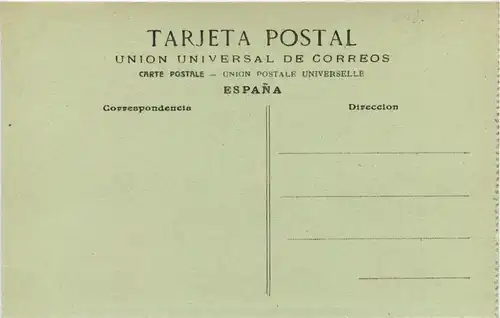 TARJETA POSTAL
UNION UNIVERSAL DE CORREOS
CARTE POSTALE — UNION POSTALE UNIVERSELLE
ESPAÑA
Correspondencia
Direccion